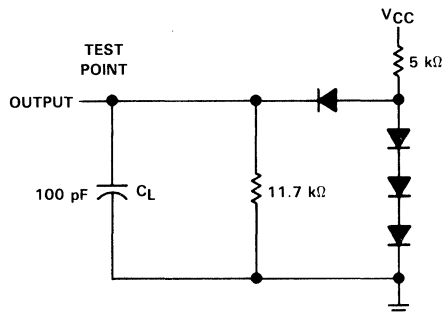 VCC
5 kΩ
TEST
POINT
OUTPUT
100 pF CL
11.7 kΩ